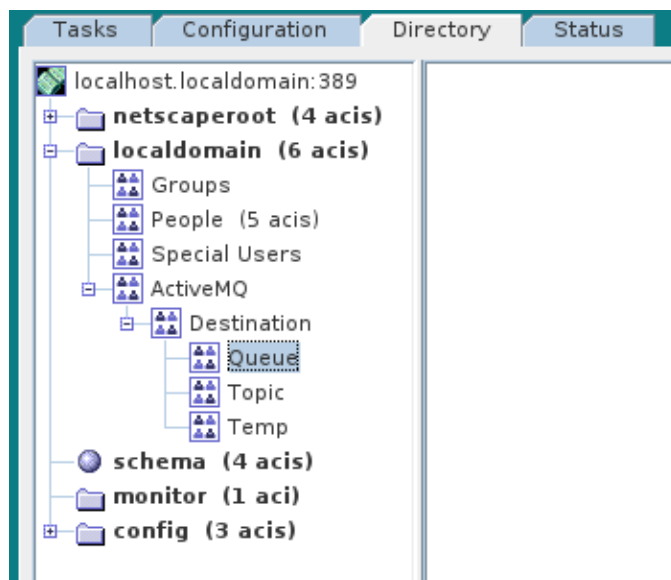 Tasks Configuration Directory Status
localhost.localdomain:389
netscaperoot (4 acis)
localdomain (6 acis)
Groups
People (5 acis)
Special Users
ActiveMQ
Destination
Queue
Topic
Temp
schema (4 acis)
monitor (1 aci)
config (3 acis)